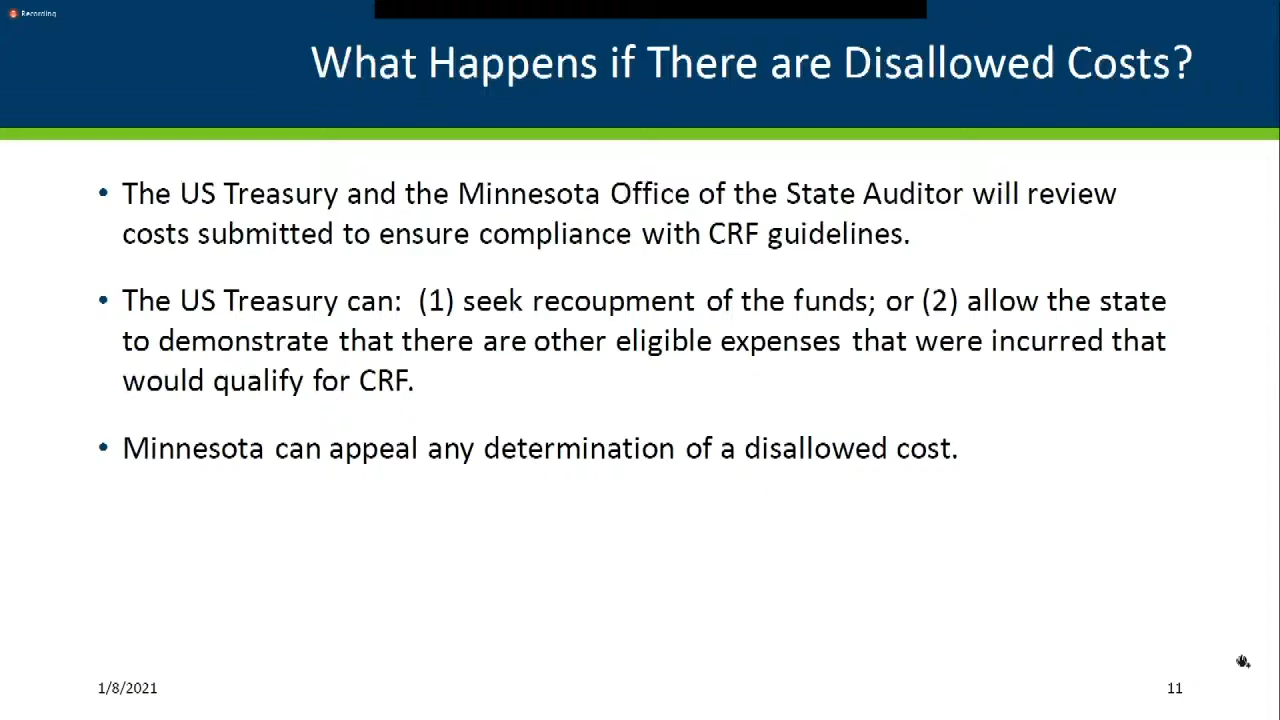 Recording
What Happens if There are Disallowed Costs?
• The US Treasury and the Minnesota Office of the State Auditor will review
costs submitted to ensure compliance with CRF guidelines.
• The US Treasury can: (1) seek recoupment of the funds; or (2) allow the state
to demonstrate that there are other eligible expenses that were incurred that
would qualify for CRF.
• Minnesota can appeal any determination of a disallowed cost.
1/8/2021
11